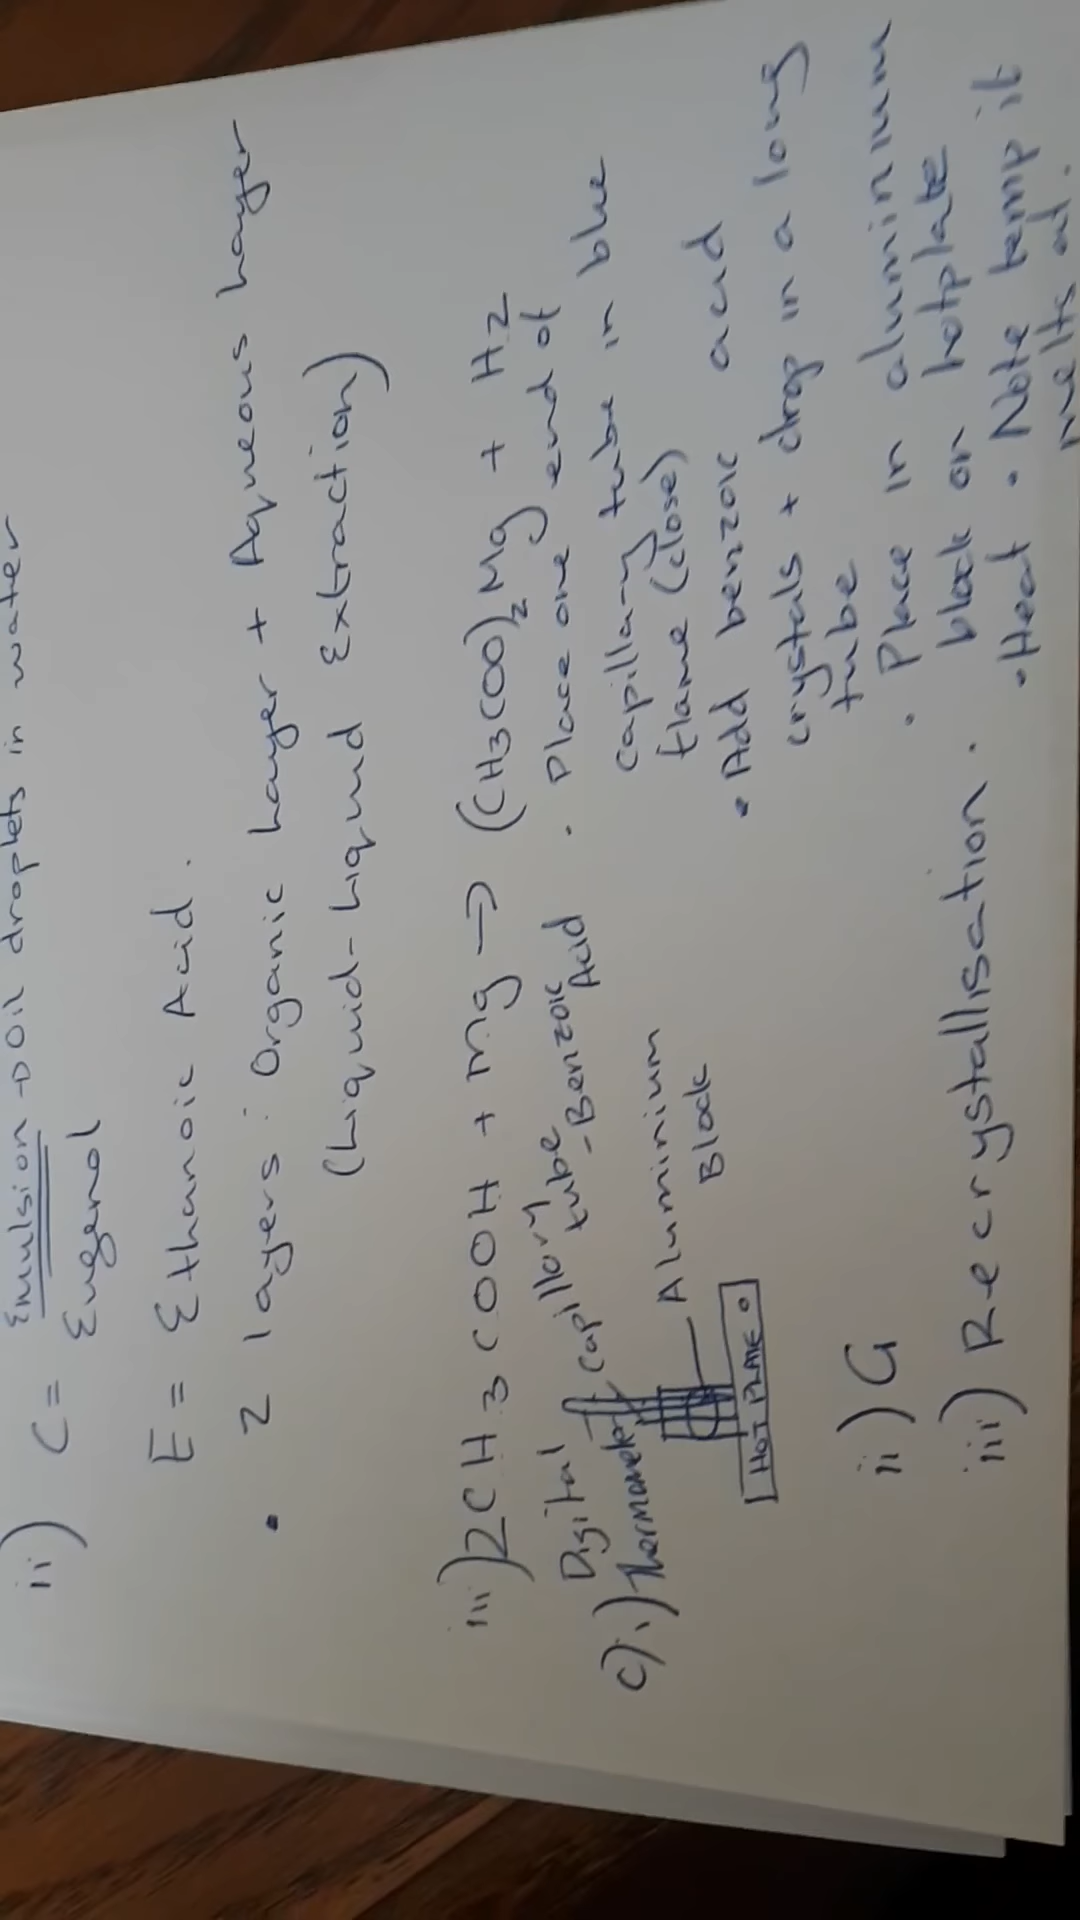 Emulsion - Oil droplets in water
ii) C = Eugenol
E = Ethanoic Acid.
• 2 layers: Organic Layer + Aqueous Layer
(Liquid-Liquid Extraction)
iii) 2CH3COOH + Mg → (CH3COO)2Mg + H2
c) i) Digital Thermometer
Capillary tube
- Benzoic Acid
Aluminium Block
HOT PLATE
• Place one end of
capillary tube in blue
flame (close)
• Add benzoic acid
crystals + drop in a long
tube
• Place in aluminium
block on hotplate
• Heat • Note temp it
melts at.
ii) G
iii) Recrystallisation.